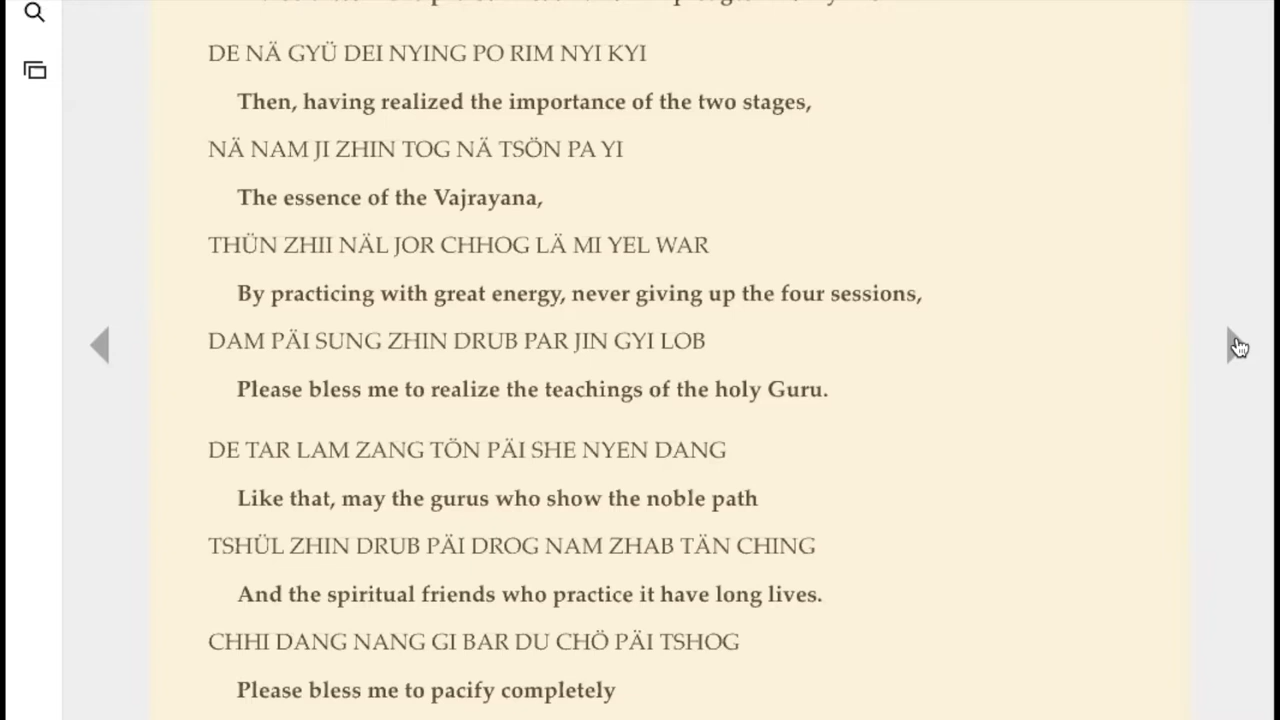 DE NÄ GYÜ DEI NYING PO RIM NYI KYI
Then, having realized the importance of the two stages,
NÄ NAM JI ZHIN TOG NÄ TSÖN PA YI
The essence of the Vajrayana,
THÜN ZHII NÄL JOR CHHOG LÄ MI YEL WAR
By practicing with great energy, never giving up the four sessions,
DAM PÄI SUNG ZHIN DRUB PAR JIN GYI LOB
Please bless me to realize the teachings of the holy Guru.
DE TAR LAM ZANG TÖN PÄI SHE NYEN DANG
Like that, may the gurus who show the noble path
TSHÜL ZHIN DRUB PÄI DROG NAM ZHAB TÄN CHING
And the spiritual friends who practice it have long lives.
CHHI DANG NANG GI BAR DU CHÖ PÄI TSHOG
Please bless me to pacify completely